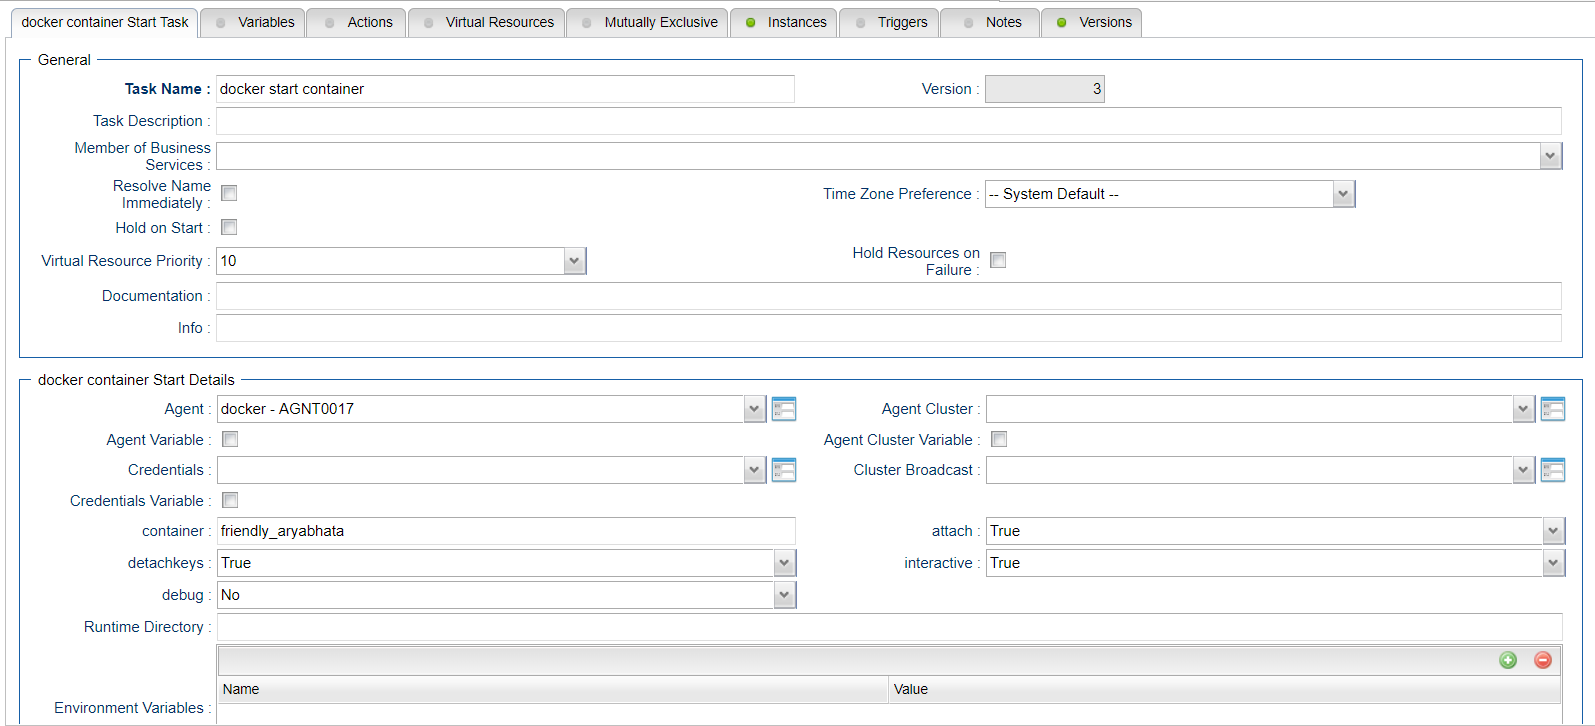 docker container Start Task Variables Actions Virtual Resources Mutually Exclusive Instances Triggers Notes Versions
General
Task Name : docker start container Version : 3
Task Description :
Member of Business
Services :
Resolve Name
Immediately : Time Zone Preference : -- System Default --
Hold on Start :
Virtual Resource Priority : 10 Hold Resources on
Failure :
Documentation :
Info :
docker container Start Details
Agent : docker - AGNT0017 Agent Cluster :
Agent Variable : Agent Cluster Variable :
Credentials : Cluster Broadcast :
Credentials Variable :
container : friendly_aryabhata attach : True
detachkeys : True interactive : True
debug : No
Runtime Directory :
Name Value
Environment Variables :